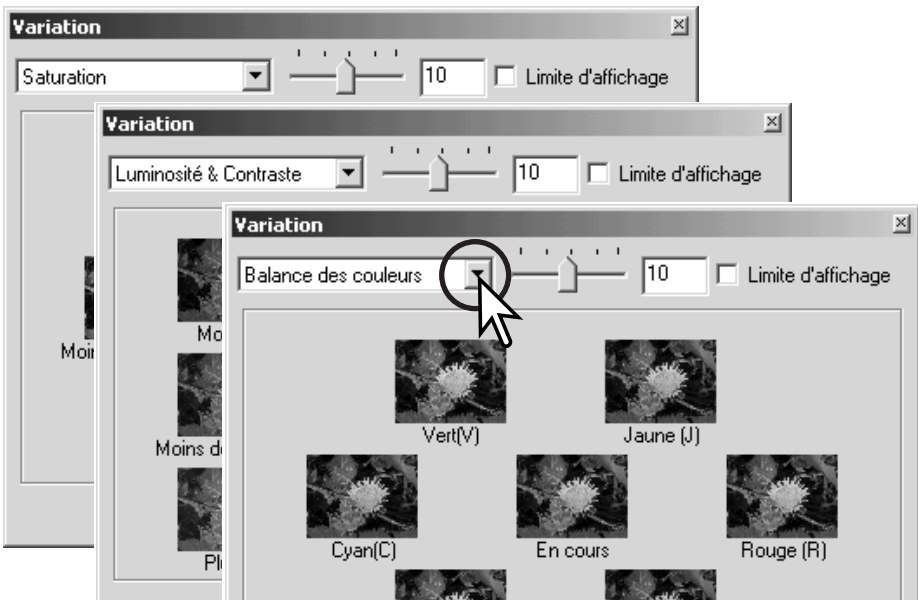 Variation
Saturation
10
Limite d'affichage
Variation
Luminosité & Contraste
10
Limite d'affichage
Variation
Balance des couleurs
10
Limite d'affichage
Vert(V)
Jaune (J)
Cyan(C)
En cours
Rouge (R)
Moins